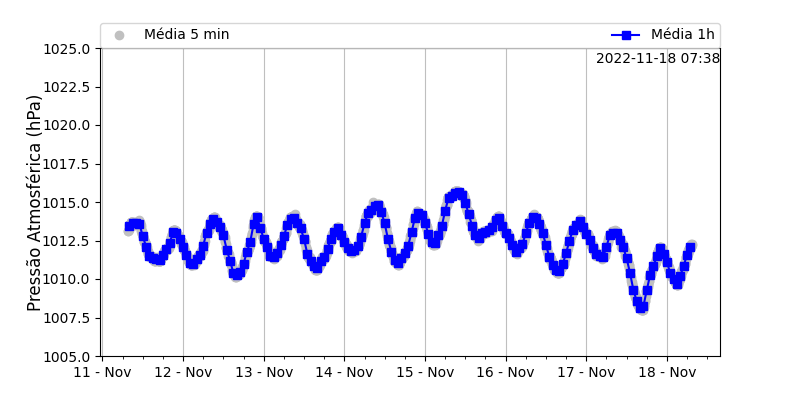 Média 5 min
Média 1h
2022-11-18 07:38
Pressão Atmosférica (hPa)
1025.0
1022.5
1020.0
1017.5
1015.0
1012.5
1010.0
1007.5
1005.0
11 - Nov
12 - Nov
13 - Nov
14 - Nov
15 - Nov
16 - Nov
17 - Nov
18 - Nov